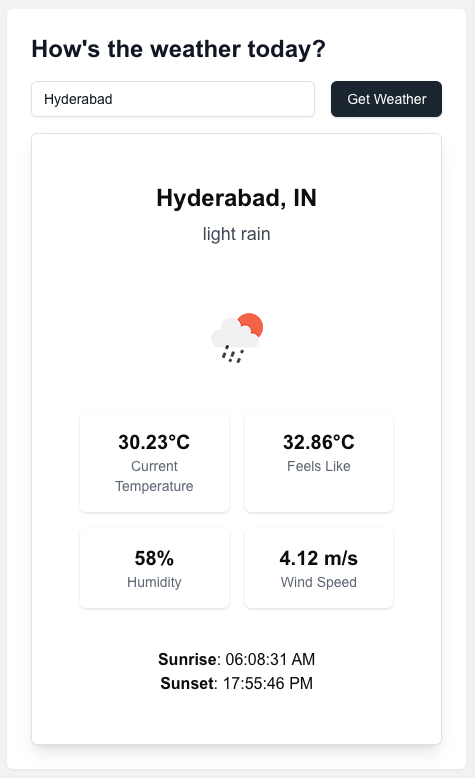 How's the weather today?
Hyderabad
Get Weather
Hyderabad, IN
light rain
30.23°C
Current
Temperature
32.86°C
Feels Like
58%
Humidity
4.12 m/s
Wind Speed
Sunrise: 06:08:31 AM
Sunset: 17:55:46 PM